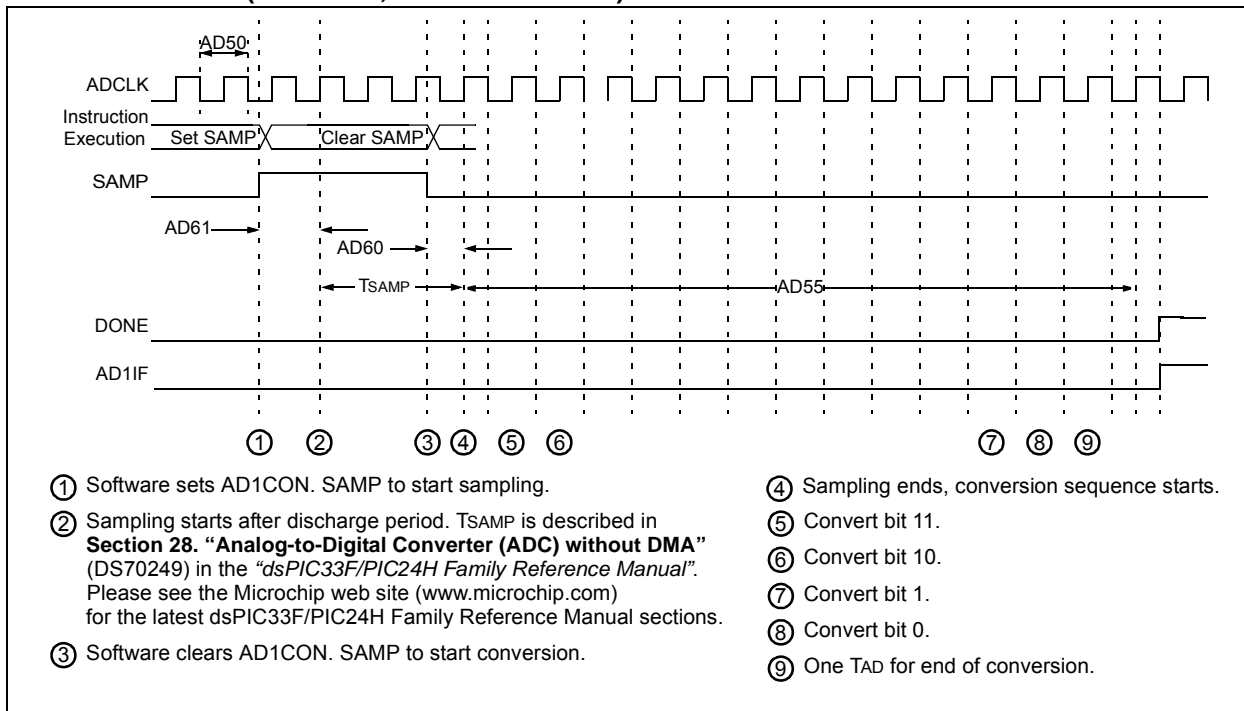 AD50
ADCLK
Instruction
Execution Set SAMP Clear SAMP
SAMP
AD61
AD60
TSAMP
AD55
DONE
AD1IF
1 2 3 4 5 6 7 8 9
1 Software sets AD1CON. SAMP to start sampling.
2 Sampling starts after discharge period. TSAMP is described in
Section 28. “Analog-to-Digital Converter (ADC) without DMA”
(DS70249) in the “dsPIC33F/PIC24H Family Reference Manual”.
Please see the Microchip web site (www.microchip.com)
for the latest dsPIC33F/PIC24H Family Reference Manual sections.
3 Software clears AD1CON. SAMP to start conversion.
4 Sampling ends, conversion sequence starts.
5 Convert bit 11.
6 Convert bit 10.
7 Convert bit 1.
8 Convert bit 0.
9 One TAD for end of conversion.